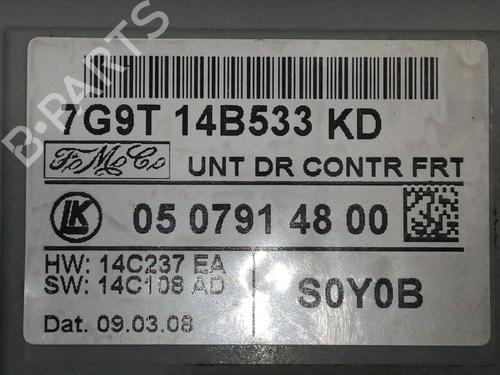 7G9T 14B533 KD
FoMoCo UNT DR CONTR FRT
LK 05 0791 48 00
HW: 14C237 EA
SW: 14C108 AD
S0Y0B
Dat. 09.03.08
B-PARTS